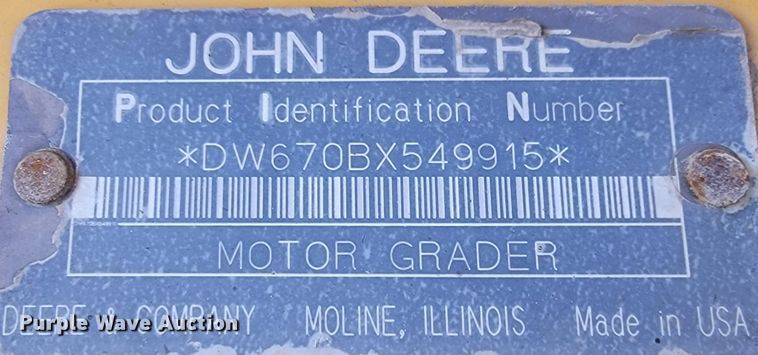 JOHN DEERE
Product Identification Number
*DW670BX549915*
MOTOR GRADER
DEERE & COMPANY MOLINE, ILLINOIS Made in USA
Purple Wave Auction